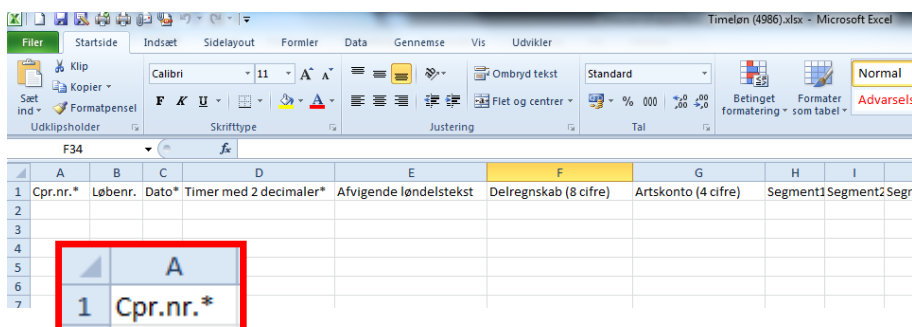 Timeløn (4986).xlsx - Microsoft Excel
Filer Startside Indsæt Sidelayout Formler Data Gennemse Vis Udvikler
Sæt ind
Klip
Kopier
Formatpensel
Udklipsholder
Calibri 11 A A
F K U A
Skrifttype
Ombryd tekst
Flet og centrer
Justering
Standard
% 000 ,00 ,00
Tal
Betinget formatering
Formater som tabel
Normal
Advarsels
F34 fx
A B C D E F G H I
1 Cpr.nr.* Løbenr. Dato* Timer med 2 decimaler* Afvigende løndelstekst Delregnskab (8 cifre) Artskonto (4 cifre) Segment1 Segment2 Segm
2
3
4
5
6
7
A
1 Cpr.nr.*